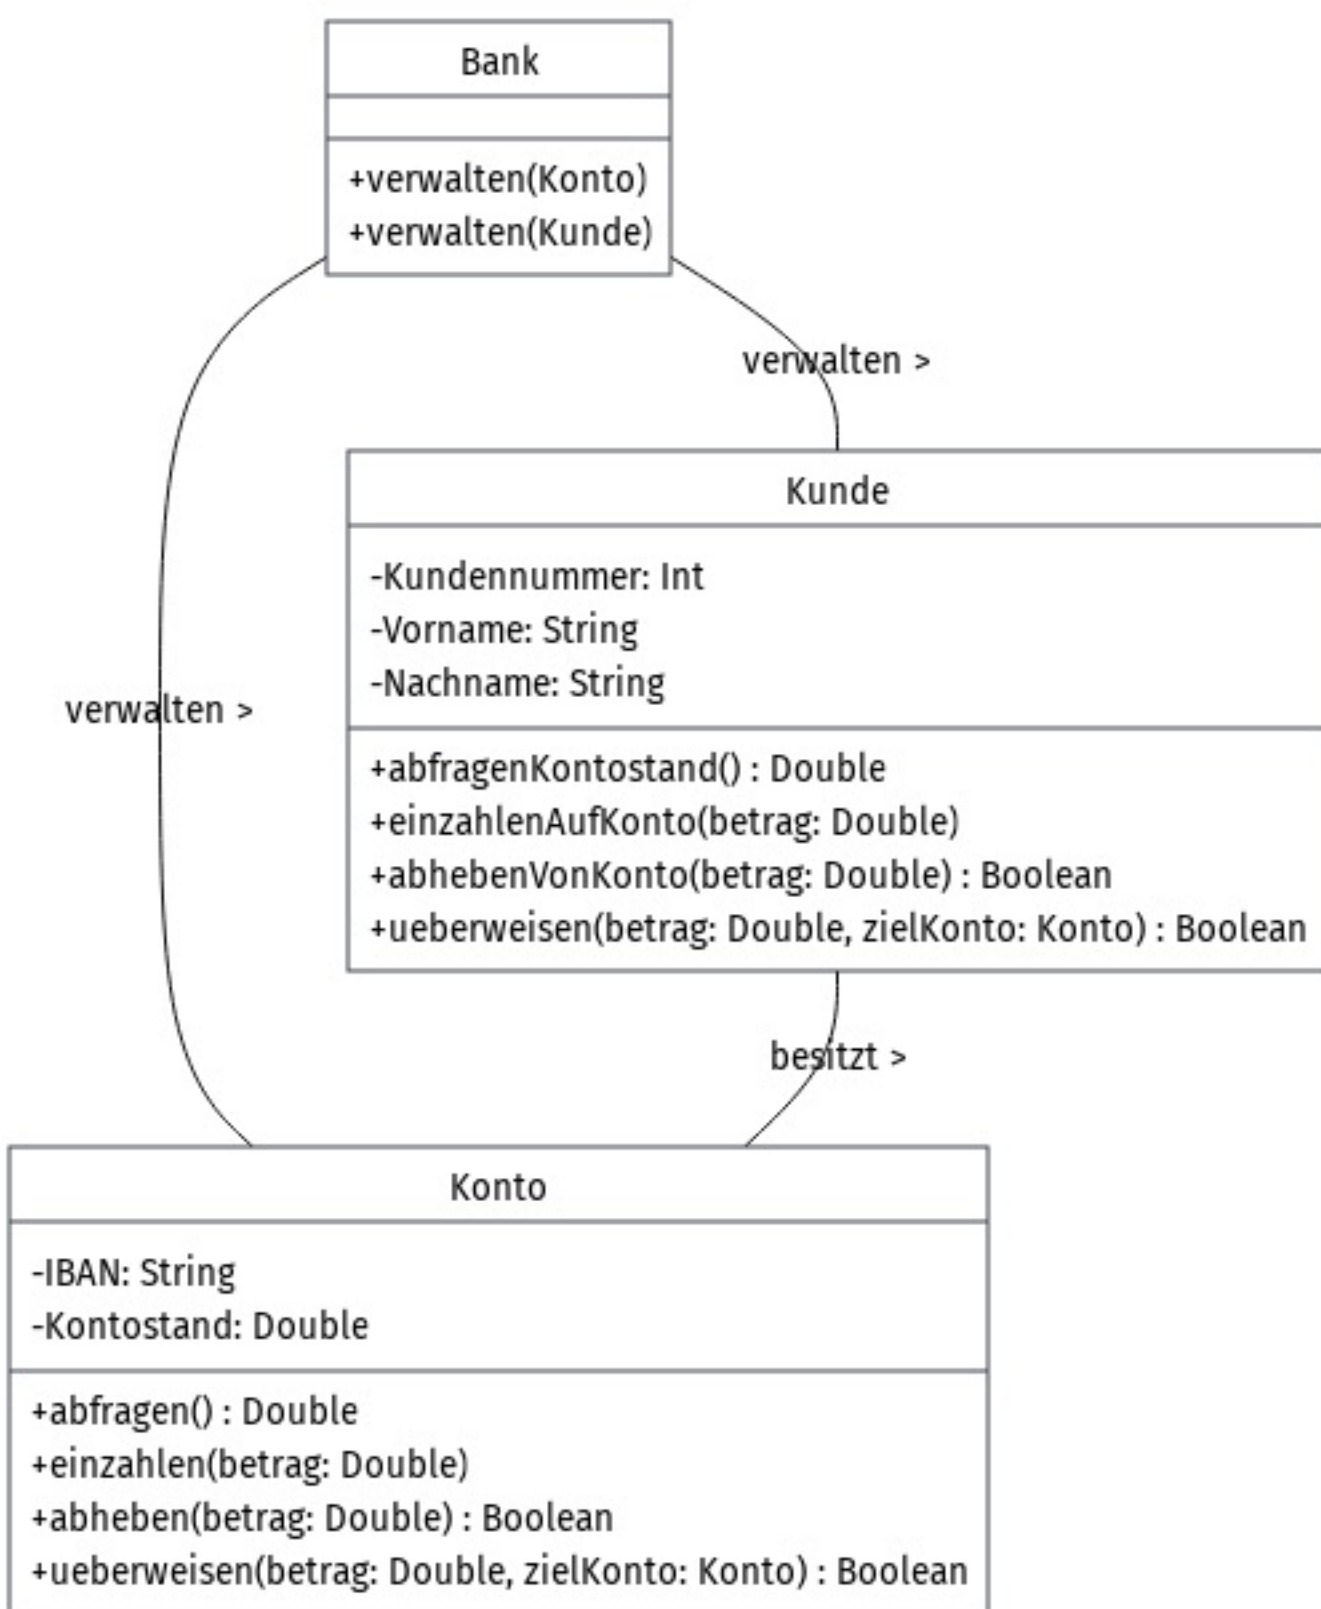 Bank
+verwalten(Konto)
+verwalten(Kunde)
verwalten >
Kunde
-Kundennummer: Int
-Vorname: String
-Nachname: String
verwalten >
+abfragenKontostand() : Double
+einzahlenAufKonto(betrag: Double)
+abhebenVonKonto(betrag: Double) : Boolean
+ueberweisen(betrag: Double, zielKonto: Konto) : Boolean
besitzt >
Konto
-IBAN: String
-Kontostand: Double
+abfragen() : Double
+einzahlen(betrag: Double)
+abheben(betrag: Double) : Boolean
+ueberweisen(betrag: Double, zielKonto: Konto) : Boolean